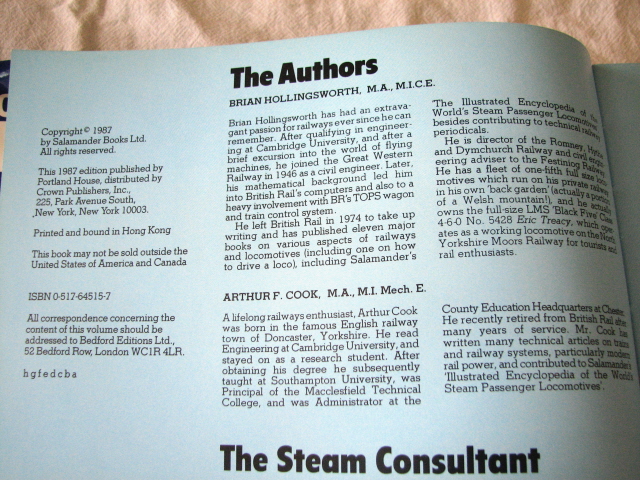 Copyright © 1987
by Salamander Books Ltd.
All rights reserved.
This 1987 edition published by
Portland House, distributed by
Crown Publishers, Inc.,
225, Park Avenue South,
New York, New York 10003.
Printed and bound in Hong Kong
This book may not be sold outside the
United States of America and Canada
ISBN 0-517-64515-7
All correspondence concerning the
content of this volume should be
addressed to Bedford Editions Ltd.,
52 Bedford Row, London WC1R 4LR.
h g f e d c b a
The Authors
BRIAN HOLLINGSWORTH, M.A., M.I.C.E.
Brian Hollingsworth has had an extrava-
gant passion for railways ever since he can
remember. After qualifying in engineer-
ing at Cambridge University, and after a
brief excursion into the world of flying
machines, he joined the Great Western
Railway in 1946 as a civil engineer. Later,
his mathematical background led him
into British Rail's computers and also to a
heavy involvement with BR's TOPS wagon
and train control system.
He left British Rail in 1974 to take up
writing and has published eleven major
books on various aspects of railways
and locomotives (including one on how
to drive a loco), including Salamander's
'The Illustrated Encyclopedia of the
World's Steam Passenger Locomotives'
besides contributing to technical railway
periodicals.
He is director of the Romney, Hythe
and Dymchurch Railway and civil engin-
eering adviser to the Festiniog Railway.
He has a fleet of one-fifth full size loco-
motives which run on his private railway
in his own 'back garden' (actually a portion
of a Welsh mountain!), and he actually
owns the full-size LMS 'Black Five' Class
4-6-0 No. 5428 Eric Treacy, which oper-
ates as a working locomotive on the North
Yorkshire Moors Railway for tourists and
rail enthusiasts.
ARTHUR F. COOK, M.A., M.I. Mech. E.
A lifelong railways enthusiast, Arthur Cook
was born in the famous English railway
town of Doncaster, Yorkshire. He read
Engineering at Cambridge University, and
stayed on as a research student. After
obtaining his degree he subsequently
taught at Southampton University, was
Principal of the Macclesfield Technical
College, and was Administrator at the
County Education Headquarters at Chester.
He recently retired from British Rail after
many years of service. Mr. Cook has
written many technical articles on trains
and railway systems, particularly modern
rail power, and contributed to Salamander's
'Illustrated Encyclopedia of the World's
Steam Passenger Locomotives'.
The Steam Consultant